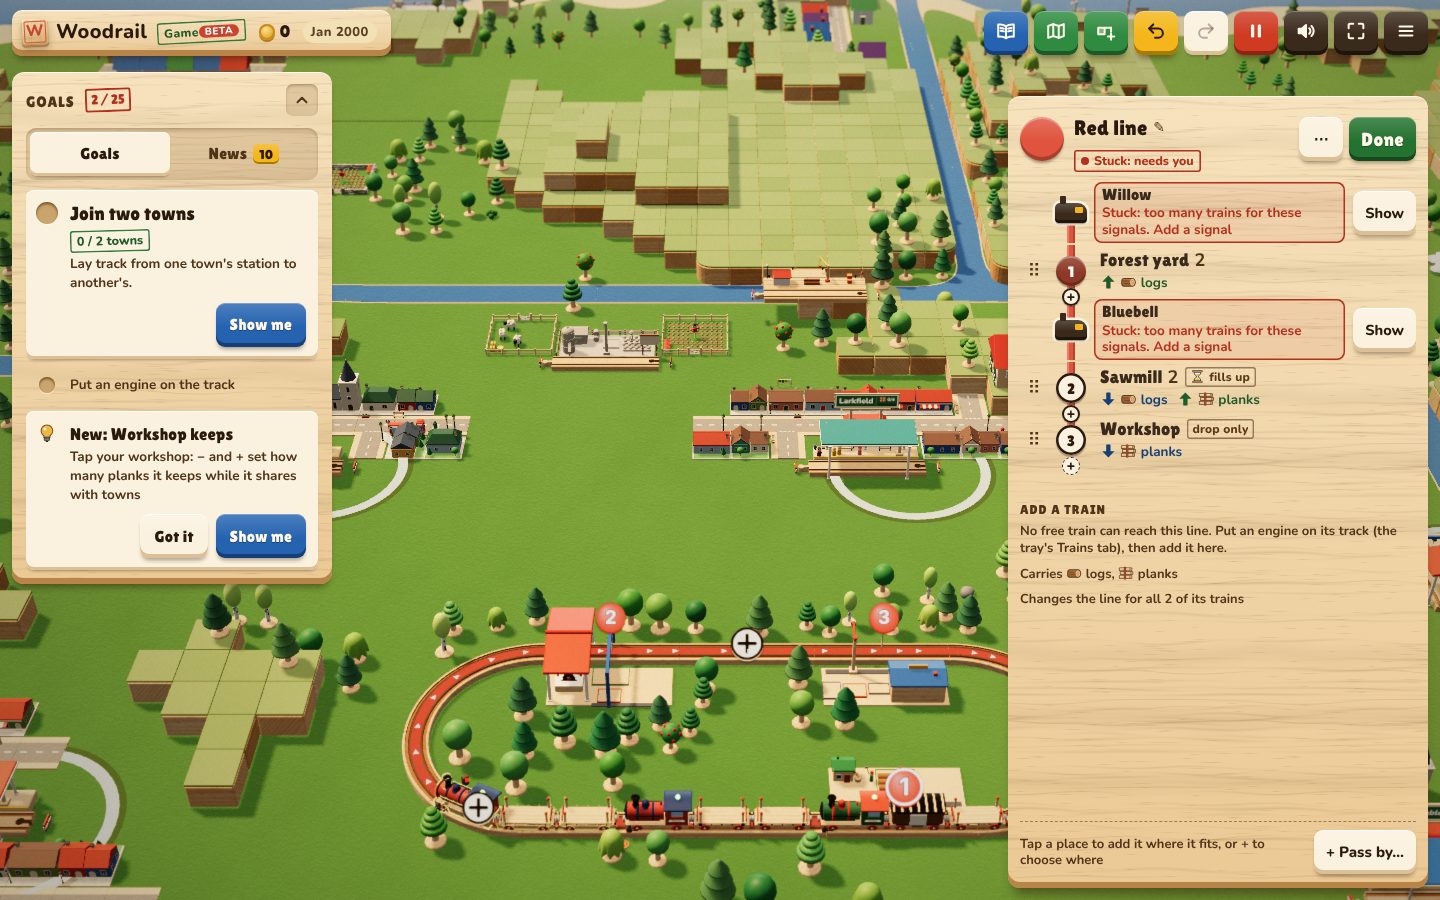 W Woodrail Game BETA 0 Jan 2000
GOALS 2 / 25
Goals
News 10
Join two towns
0 / 2 towns
Lay track from one town's station to
another's.
Show me
Put an engine on the track
New: Workshop keeps
Tap your workshop: – and + set how
many planks it keeps while it shares
with towns
Got it
Show me
Larkfield
2
3
1
Red line
Stuck: needs you
...
Done
Willow
Stuck: too many trains for these
signals. Add a signal
Show
1
Forest yard 2
logs
Bluebell
Stuck: too many trains for these
signals. Add a signal
Show
2
Sawmill 2 fills up
logs planks
3
Workshop drop only
planks
ADD A TRAIN
No free train can reach this line. Put an engine on its track (the
tray's Trains tab), then add it here.
Carries logs, planks
Changes the line for all 2 of its trains
Tap a place to add it where it fits, or + to
choose where
+ Pass by...